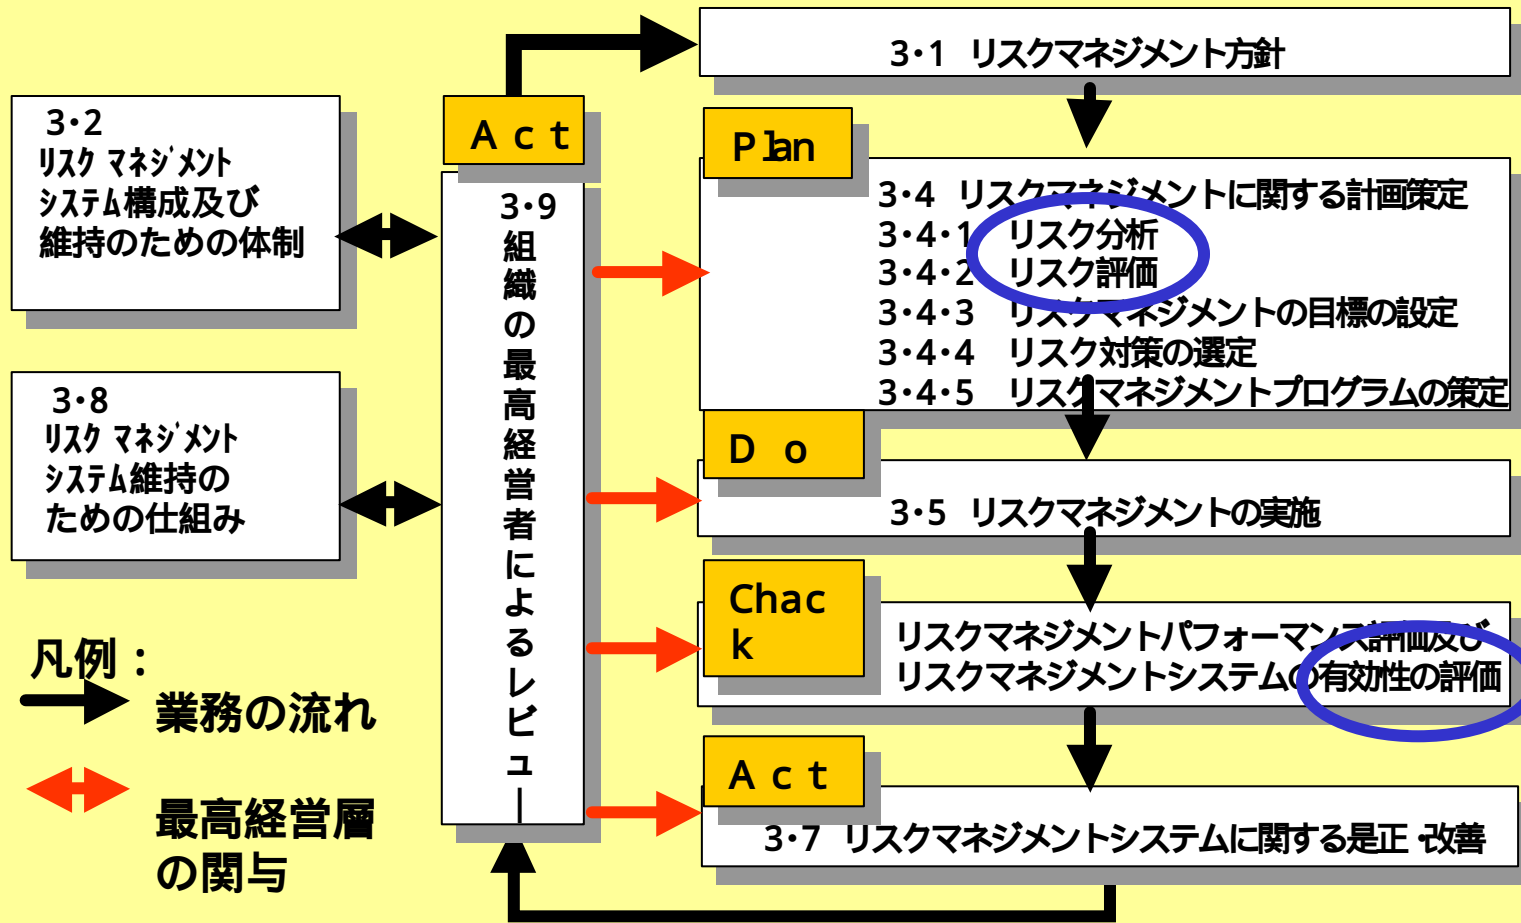 3・1 リスクマネジメント方針
3・2
ﾘｽｸ ﾏﾈｼﾞﾒﾝﾄ
ｼｽﾃﾑ構成及び
維持のための体制
3・8
ﾘｽｸ ﾏﾈｼﾞﾒﾝﾄ
ｼｽﾃﾑ維持の
ための仕組み
Act
3・9
組織の最高経営者によるレビュー
Plan
3・4 リスクマネジメントに関する計画策定
3・4・1 リスク分析
3・4・2 リスク評価
3・4・3 リスクマネジメントの目標の設定
3・4・4 リスク対策の選定
3・4・5 リスクマネジメントプログラムの策定
Do
3・5 リスクマネジメントの実施
Chac
k
リスクマネジメントパフォーマンス評価及び
リスクマネジメントシステムの有効性の評価
Act
3・7 リスクマネジメントシステムに関する是正・改善
凡例：
業務の流れ
最高経営層
の関与